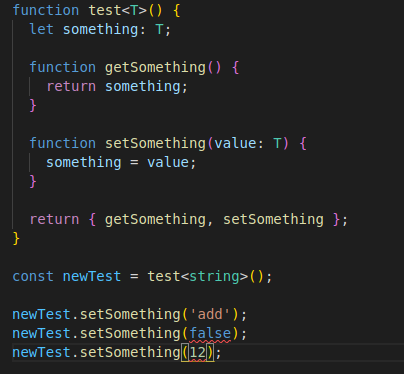 function test<T>() {
let something: T;
function getSomething() {
return something;
}
function setSomething(value: T) {
something = value;
}
return { getSomething, setSomething };
}
const newTest = test<string>();
newTest.setSomething('add');
newTest.setSomething(false);
newTest.setSomething(12);